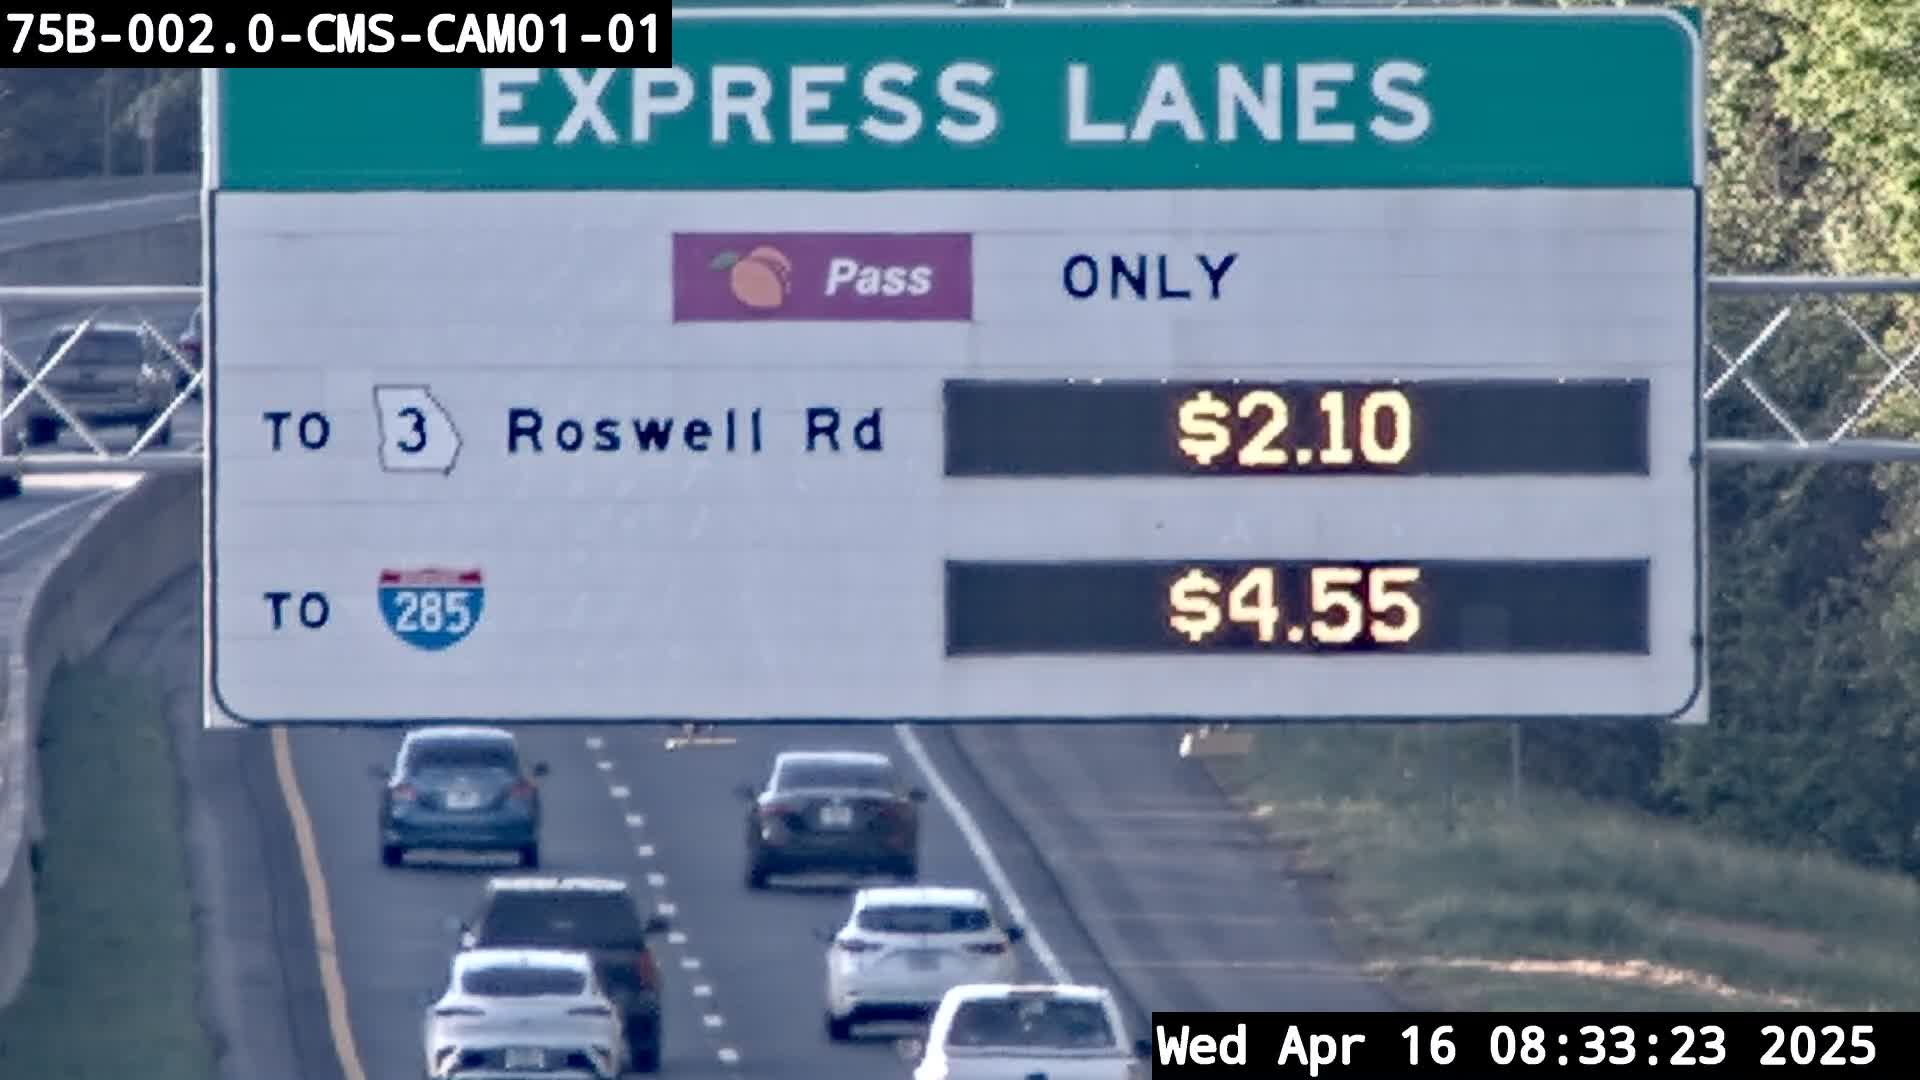 75B-002.0-CMS-CAM01-01
EXPRESS LANES
Pass ONLY
TO 3 Roswell Rd $2.10
TO 285 $4.55
Wed Apr 16 08:33:23 2025